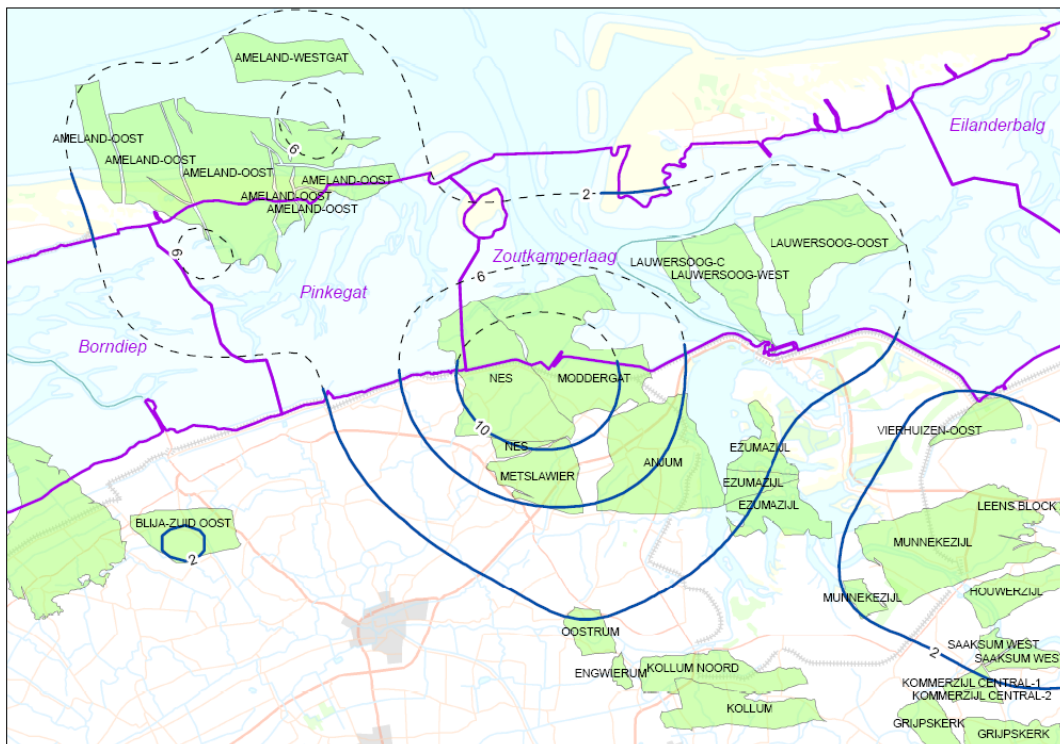 AMELAND-WESTGAT
Eilanderbalg
AMELAND-OOST
6
AMELAND-OOST
AMELAND-OOST
AMELAND-OOST
AMELAND-OOST
AMELAND-OOST
2
6
Zoutkamperlaag
LAUWERSOOG-OOST
LAUWERSOOG-C
LAUWERSOOG-WEST
6
Pinkegat
Borndiep
NES
MODDERGAT
10
VIERHUIZEN-OOST
NES
EZUMAZIJL
ANJUM
METSLAWIER
EZUMAZIJL
EZUMAZIJL
LEENS BLOCK
BLIJA-ZUID OOST
2
MUNNEKEZIJL
MUNNEKEZIJL
HOUWERZIJL
OOSTRUM
SAAKSUM WEST
2
SAAKSUM WEST
ENGWIERUM
KOLLUM NOORD
KOMMERZIJL CENTRAL-1
KOMMERZIJL CENTRAL-2
KOLLUM
GRIJPSKERK
GRIJPSKERK